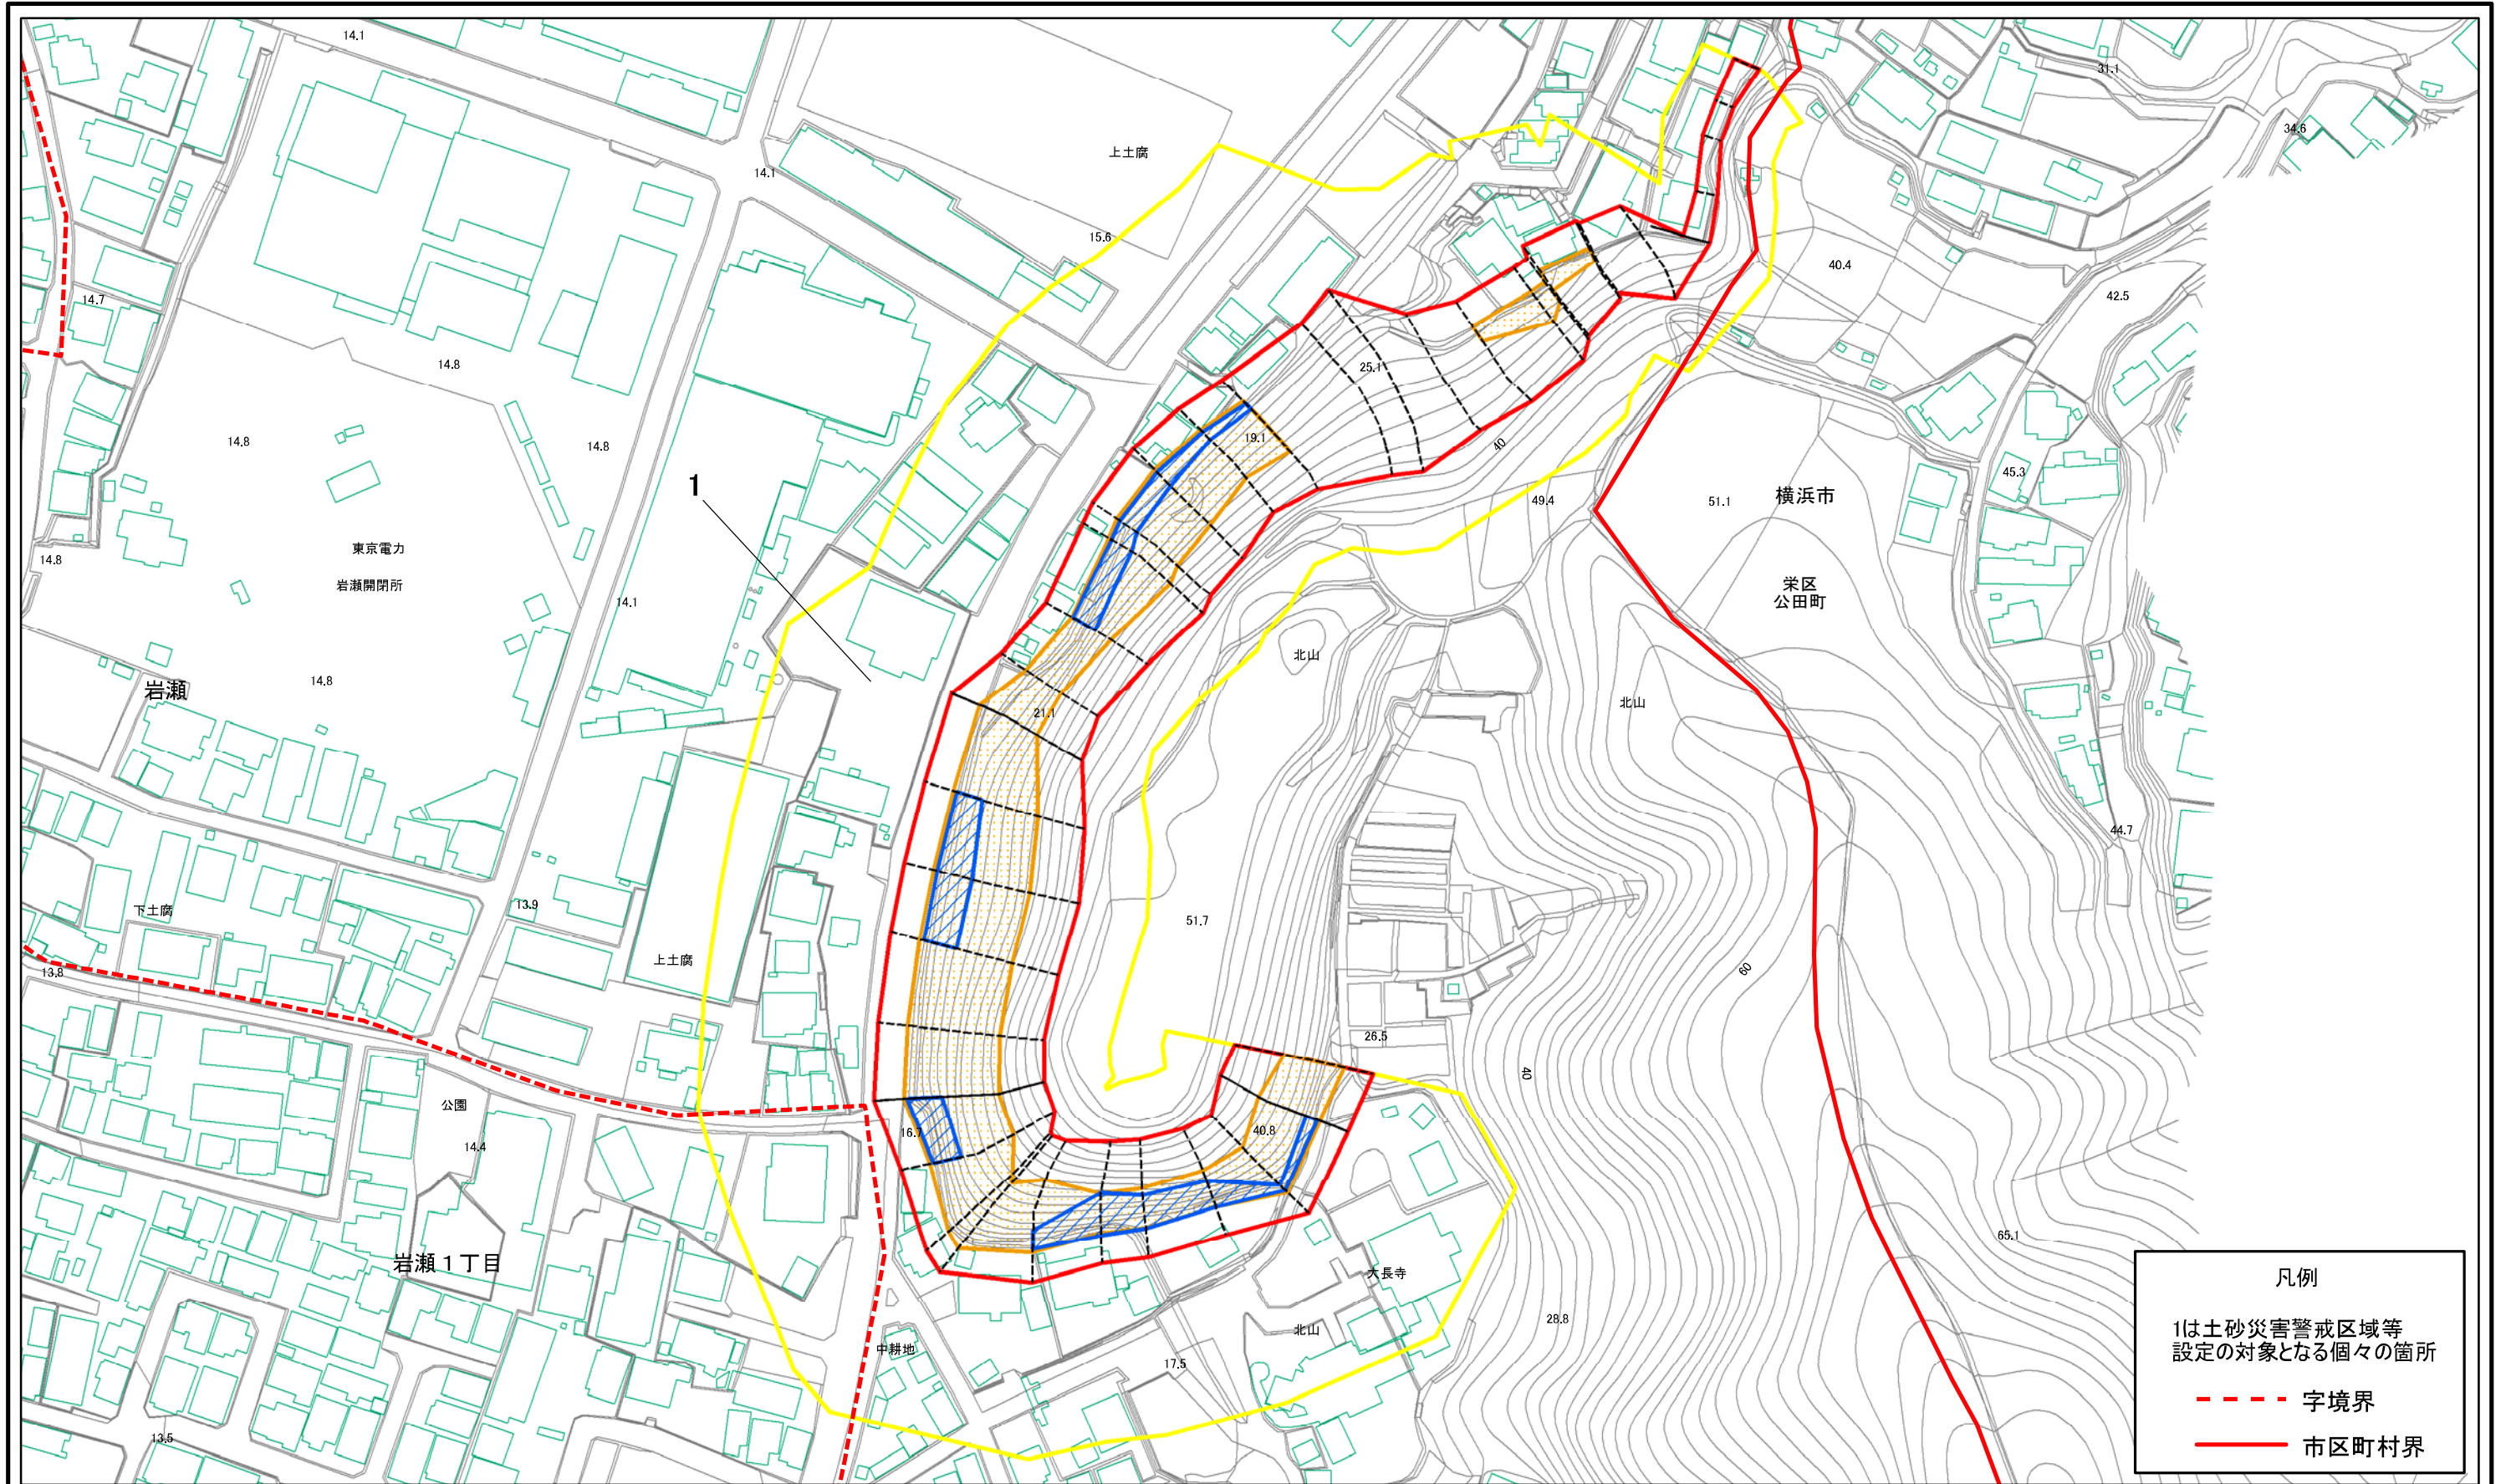 14.1
31.1
34.6
上土腐
14.1
15.6
40.4
42.5
14.7
14.8
25.1
14.8
14.8
19.1
40
45.3
1
49.4
51.1
横浜市
東京電力
岩瀬開閉所
14.8
栄区
公田町
14.1
北山
岩瀬
14.8
21.1
北山
44.7
下土腐
13.9
51.7
上土腐
13.8
60
26.5
40
公園
14.4
16.7
40.8
岩瀬１丁目
65.1
大長寺
28.8
北山
中耕地
17.5
13.5
凡例
1は土砂災害警戒区域等
設定の対象となる個々の箇所
字境界
市区町村界